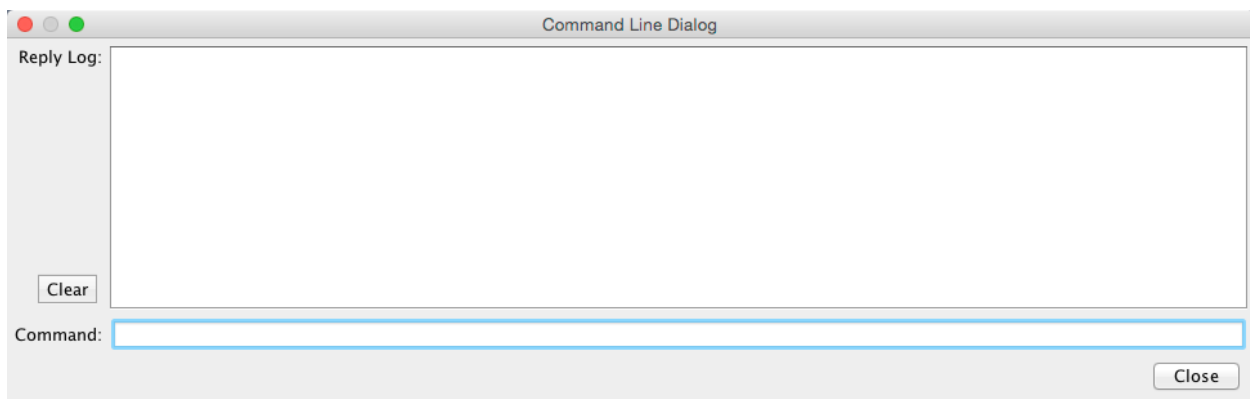 Command Line Dialog
Reply Log:
Clear
Command:
Close